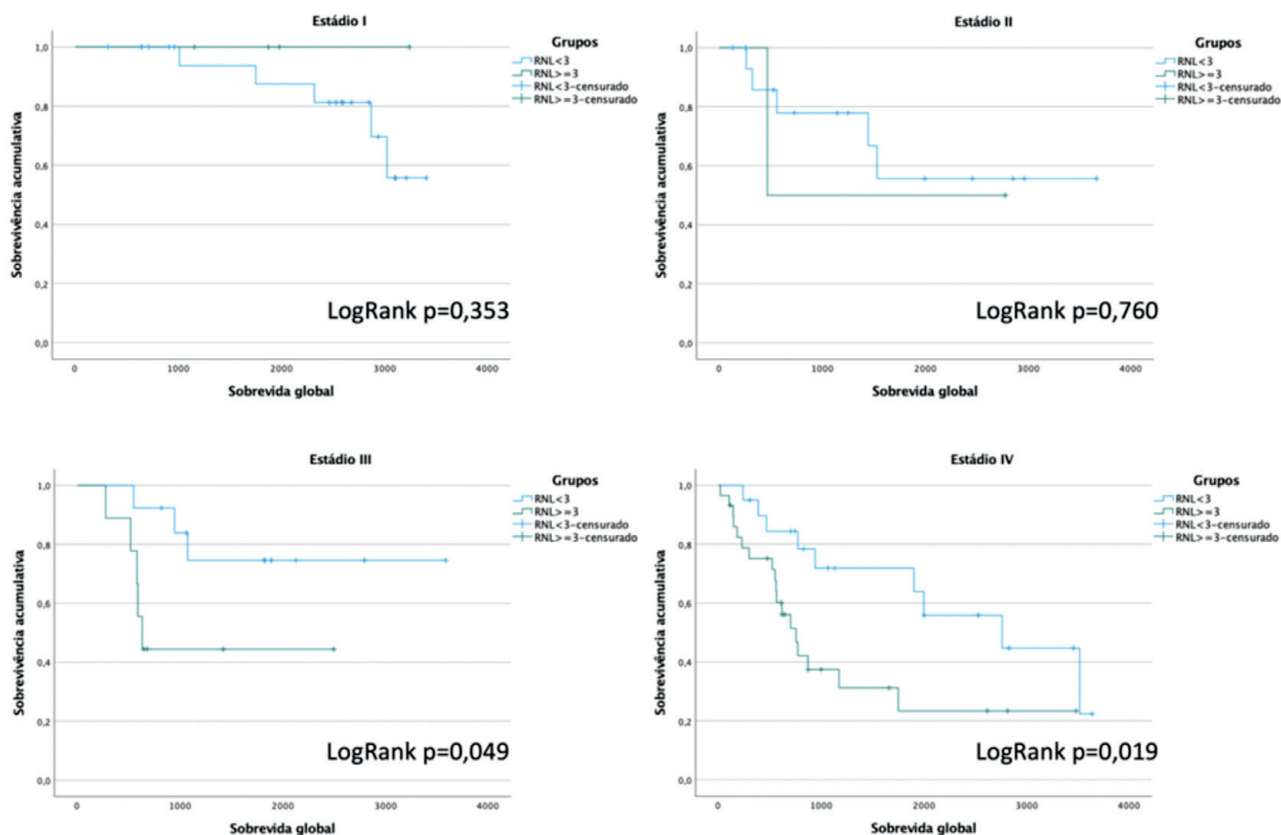 Estádio I
Sobrevivência acumulativa
1,0
0,8
0,6
0,4
0,2
0,0
0 1000 2000 3000 4000
Sobrevida global
Grupos
RNL<3
RNL>=3
RNL<3-censurado
RNL>=3-censurado
LogRank p=0,353
Estádio II
Sobrevivência acumulativa
1,0
0,8
0,6
0,4
0,2
0,0
0 1000 2000 3000 4000
Sobrevida global
Grupos
RNL<3
RNL>=3
RNL<3-censurado
RNL>=3-censurado
LogRank p=0,760
Estádio III
Sobrevivência acumulativa
1,0
0,8
0,6
0,4
0,2
0,0
0 1000 2000 3000 4000
Sobrevida global
Grupos
RNL<3
RNL>=3
RNL<3-censurado
RNL>=3-censurado
LogRank p=0,049
Estádio IV
Sobrevivência acumulativa
1,0
0,8
0,6
0,4
0,2
0,0
0 1000 2000 3000 4000
Sobrevida global
Grupos
RNL<3
RNL>=3
RNL<3-censurado
RNL>=3-censurado
LogRank p=0,019